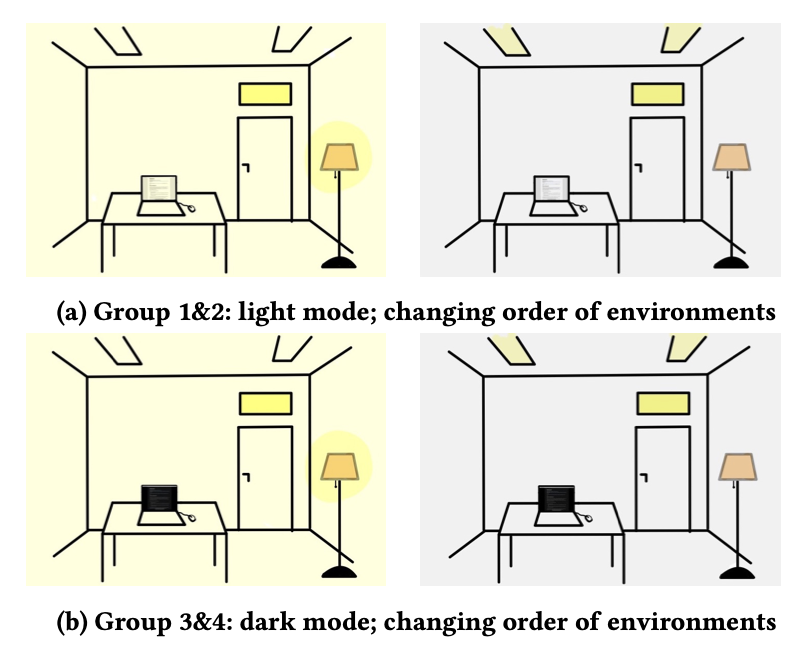 (a) Group 1&2: light mode; changing order of environments
(b) Group 3&4: dark mode; changing order of environments